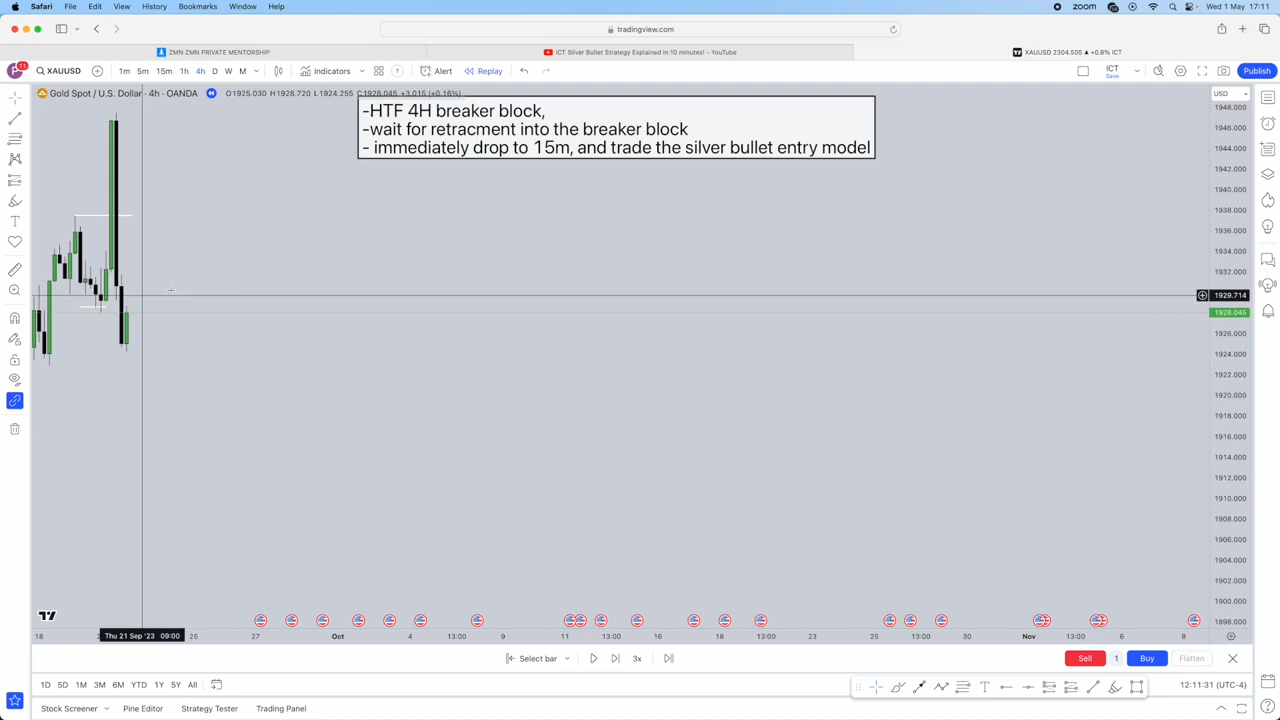 Safari File Edit View History Bookmarks Window Help zoom Wed 1 May 17:11
tradingview.com
ZMN ZMN PRIVATE MENTORSHIP ICT Silver Bullet Strategy Explained In 10 minutes! - YouTube XAUUSD 2304.505 ▲ +0.8% ICT
11 XAUUSD 1m 5m 15m 1h 4h D W M Indicators Alert Replay ICT Save Publish
Gold Spot / U.S. Dollar · 4h · OANDA O1925.030 H1928.720 L1924.255 C1928.045 +3.015 (+0.16%) USD
-HTF 4H breaker block,
-wait for retracment into the breaker block
- immediately drop to 15m, and trade the silver bullet entry model
1948.000
1946.000
1944.000
1942.000
1940.000
1938.000
1936.000
1934.000
1932.000
1929.714
1928.045
1926.000
1924.000
1922.000
1920.000
1918.000
1916.000
1914.000
1912.000
1910.000
1908.000
1906.000
1904.000
1902.000
1900.000
1898.000
18 Thu 21 Sep '23 09:00 25 27 Oct 4 13:00 9 11 13:00 16 18 13:00 23 25 13:00 30 Nov 13:00 6 8
Select bar 3x Sell 1 Buy Flatten
1D 5D 1M 3M 6M YTD 1Y 5Y All 12:11:31 (UTC-4)
Stock Screener Pine Editor Strategy Tester Trading Panel